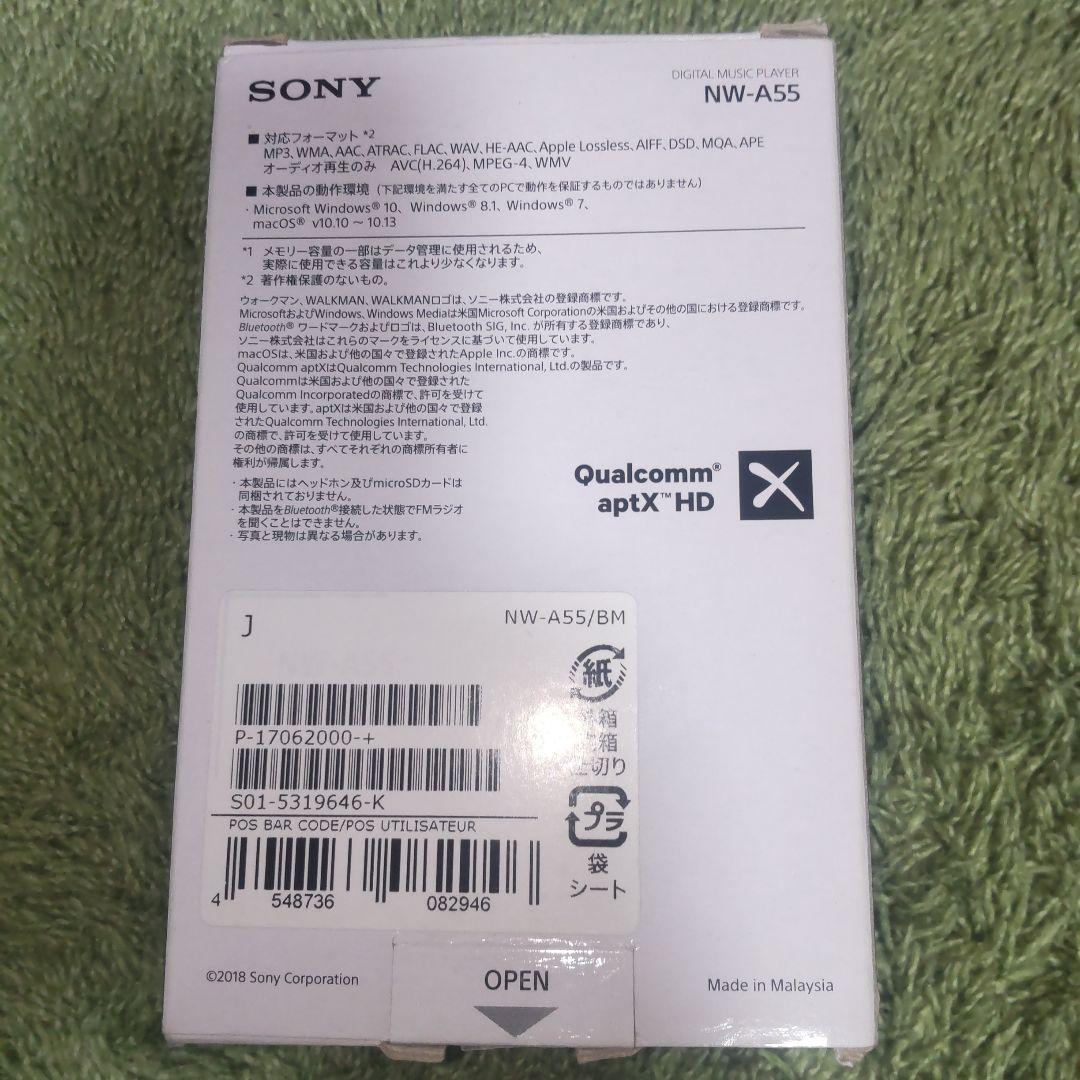 SONY
DIGITAL MUSIC PLAYER
NW-A55
■ 対応フォーマット *2
MP3、WMA、AAC、ATRAC、FLAC、WAV、HE-AAC、Apple Lossless、AIFF、DSD、MQA、APE
オーディオ再生のみ AVC(H.264)、MPEG-4、WMV
■ 本製品の動作環境（下記環境を満たす全てのPCで動作を保証するものではありません）
・Microsoft Windows® 10、Windows® 8.1、Windows® 7、
macOS® v10.10 ～ 10.13
*1 メモリー容量の一部はデータ管理に使用されるため、
実際に使用できる容量はこれより少なくなります。
*2 著作権保護のないもの。
ウォークマン、WALKMAN、WALKMANロゴは、ソニー株式会社の登録商標です。
MicrosoftおよびWindows、Windows Mediaは米国Microsoft Corporationの米国およびその他の国における登録商標です。
Bluetooth® ワードマークおよびロゴは、Bluetooth SIG, Inc. が所有する登録商標であり、
ソニー株式会社はこれらのマークをライセンスに基づいて使用しています。
macOSは、米国および他の国々で登録されたApple Inc.の商標です。
Qualcomm aptXはQualcomm Technologies International, Ltd.の製品です。
Qualcommは米国および他の国々で登録された
Qualcomm Incorporatedの商標で、許可を受けて
使用しています。aptXは米国および他の国々で登録
されたQualcomm Technologies International, Ltd.
の商標で、許可を受けて使用しています。
その他の商標は、すべてそれぞれの商標所有者に
権利が帰属します。
・本製品にはヘッドホン及びmicroSDカードは
同梱されておりません。
・本製品をBluetooth®接続した状態でFMラジオ
を聞くことはできません。
・写真と現物は異なる場合があります。
Qualcomm®
aptX™ HD
J
NW-A55/BM
紙
箱
箱
切り
P-17062000-+
S01-5319646-K
POS BAR CODE/POS UTILISATEUR
プラ
袋
シート
4 548736 082946
©2018 Sony Corporation
OPEN
Made in Malaysia